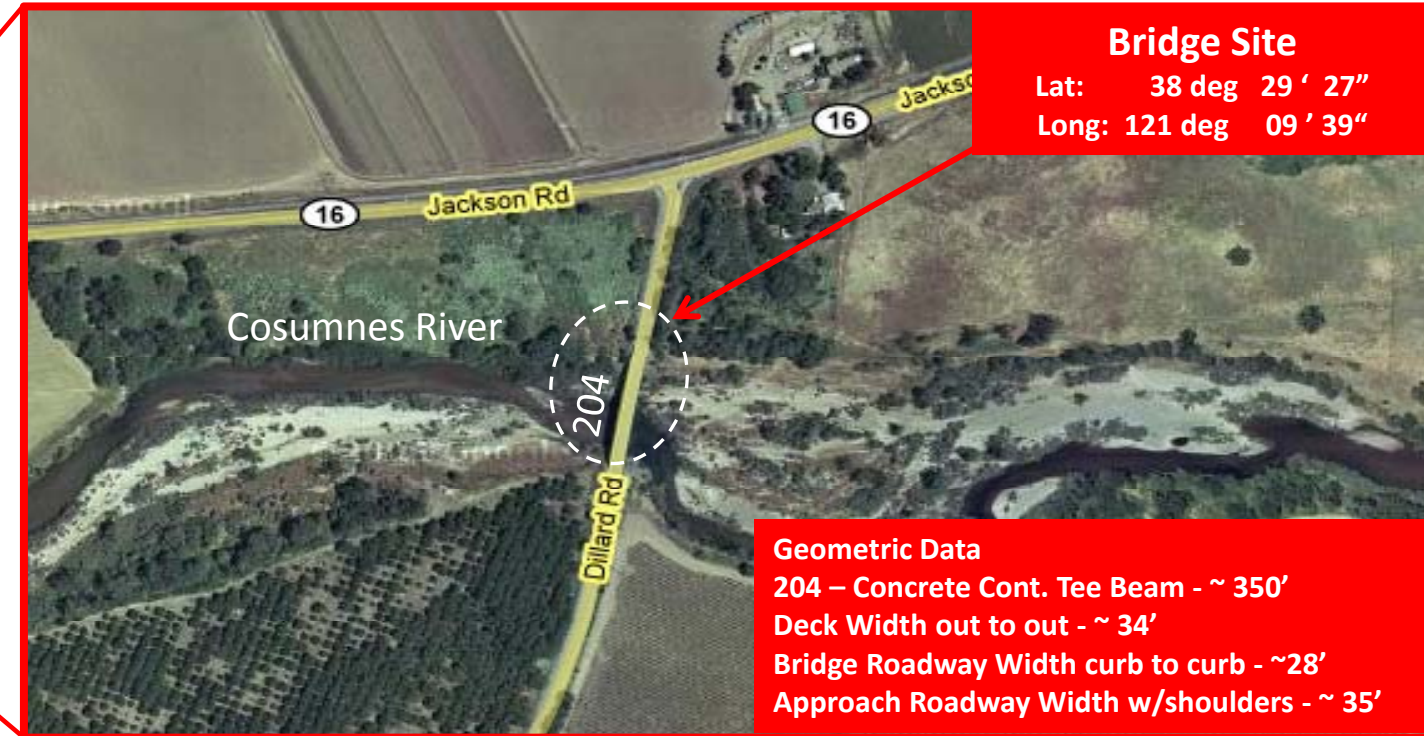 Bridge Site
Lat: 38 deg 29 ‘ 27”
Long: 121 deg 09 ’ 39“
Jackso
16
16
Jackson Rd
Cosumnes River
204
Dillard Rd
Geometric Data
204 – Concrete Cont. Tee Beam - ~ 350’
Deck Width out to out - ~ 34’
Bridge Roadway Width curb to curb - ~28’
Approach Roadway Width w/shoulders - ~ 35’